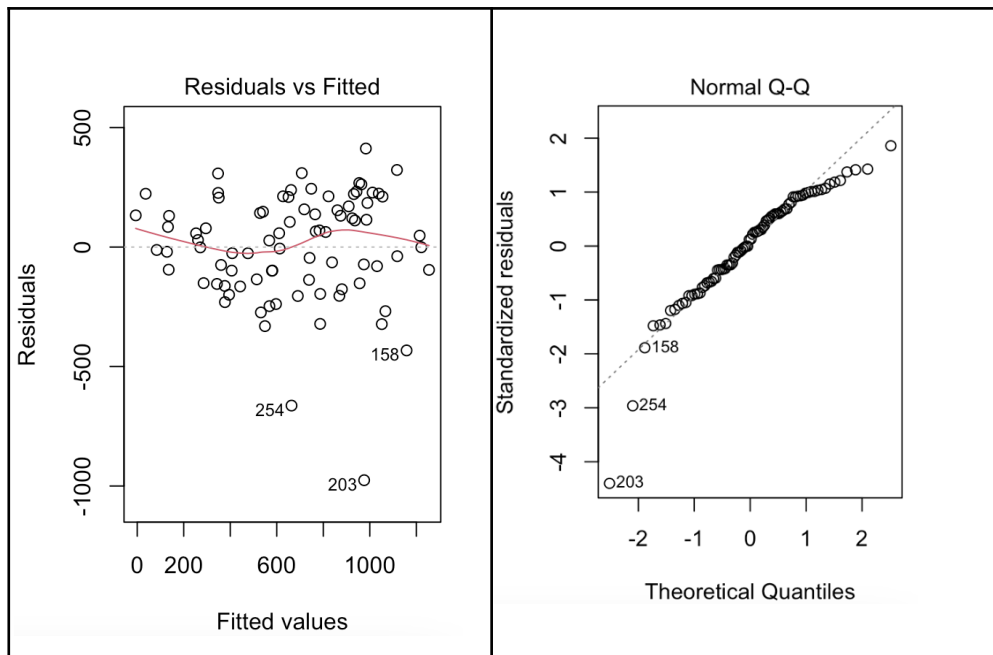 Residuals vs Fitted
500
0
-500
-1000
Residuals
158
254
203
0 200 600 1000
Fitted values
Normal Q-Q
2
1
0
-1
-2
-3
-4
Standardized residuals
158
254
203
-2 -1 0 1 2
Theoretical Quantiles